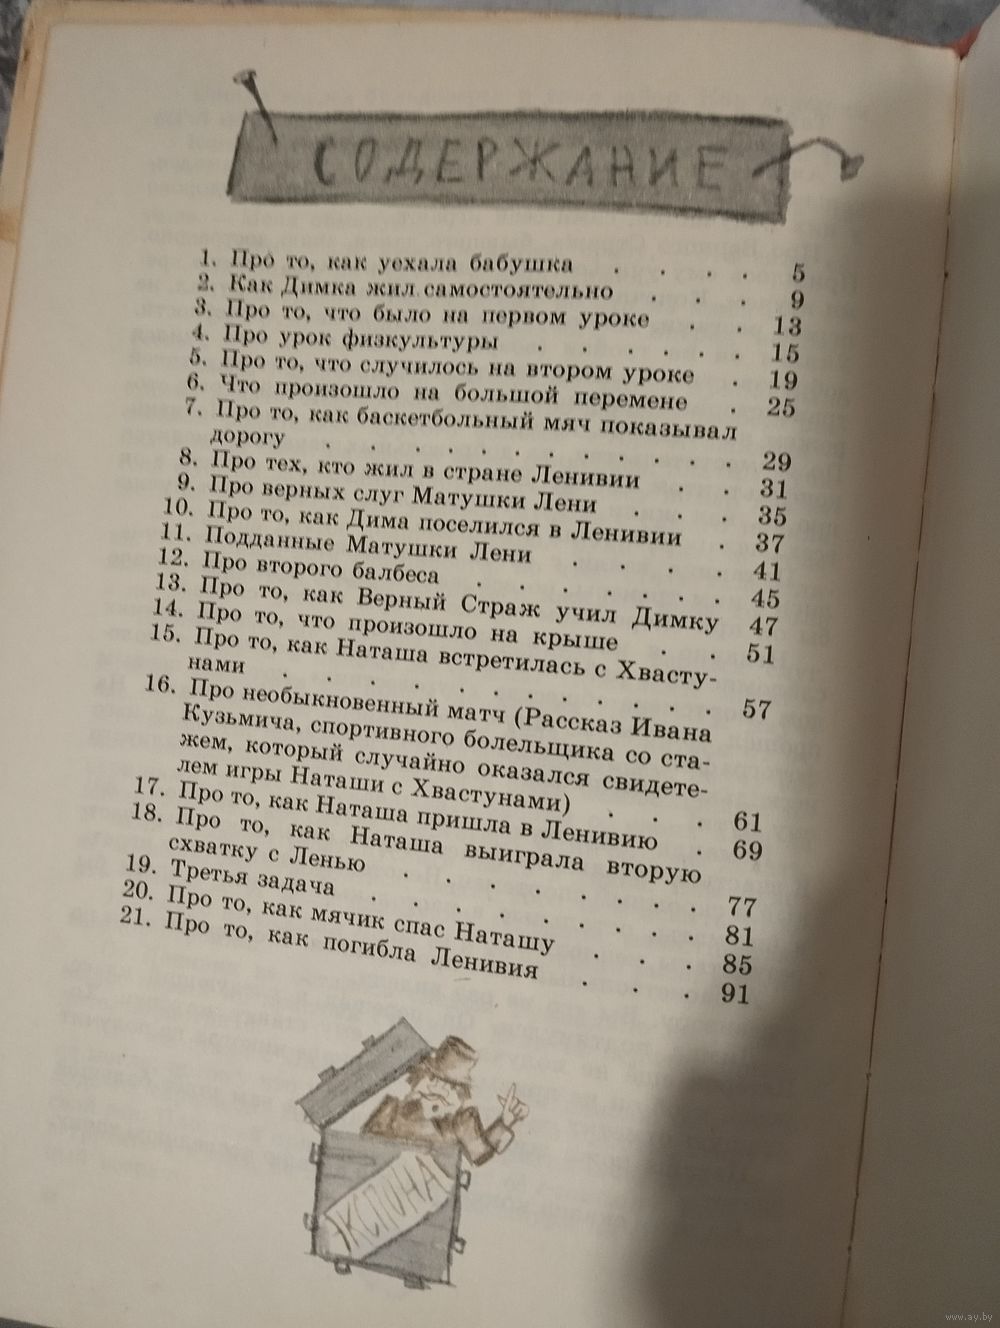 СОДЕРЖАНИЕ
1. Про то, как уехала бабушка . . . . 5
2. Как Димка жил самостоятельно . . . 9
3. Про то, что было на первом уроке . . 13
4. Про урок физкультуры . . . . . . 15
5. Про то, что случилось на втором уроке . 19
6. Что произошло на большой перемене . 25
7. Про то, как баскетбольный мяч показывал
дорогу . . . . . . . . . . . 29
8. Про тех, кто жил в стране Ленивии . . 31
9. Про верных слуг Матушки Лени . . . 35
10. Про то, как Дима поселился в Ленивии . 37
11. Подданные Матушки Лени . . . . 41
12. Про второго балбеса . . . . . . 45
13. Про то, как Верный Страж учил Димку 47
14. Про то, что произошло на крыше . . 51
15. Про то, как Наташа встретилась с Хвасту-
нами . . . . . . . . . . . 57
16. Про необыкновенный матч (Рассказ Ивана
Кузьмича, спортивного болельщика со ста-
жем, который случайно оказался свидете-
лем игры Наташи с Хвастунами) . . . 61
17. Про то, как Наташа пришла в Ленивию . 69
18. Про то, как Наташа выиграла вторую
схватку с Ленью . . . . . . . 77
19. Третья задача . . . . . . . . 81
20. Про то, как мячик спас Наташу . . . 85
21. Про то, как погибла Ленивия . . . 91
ЭКСПОНА
www.ay.by